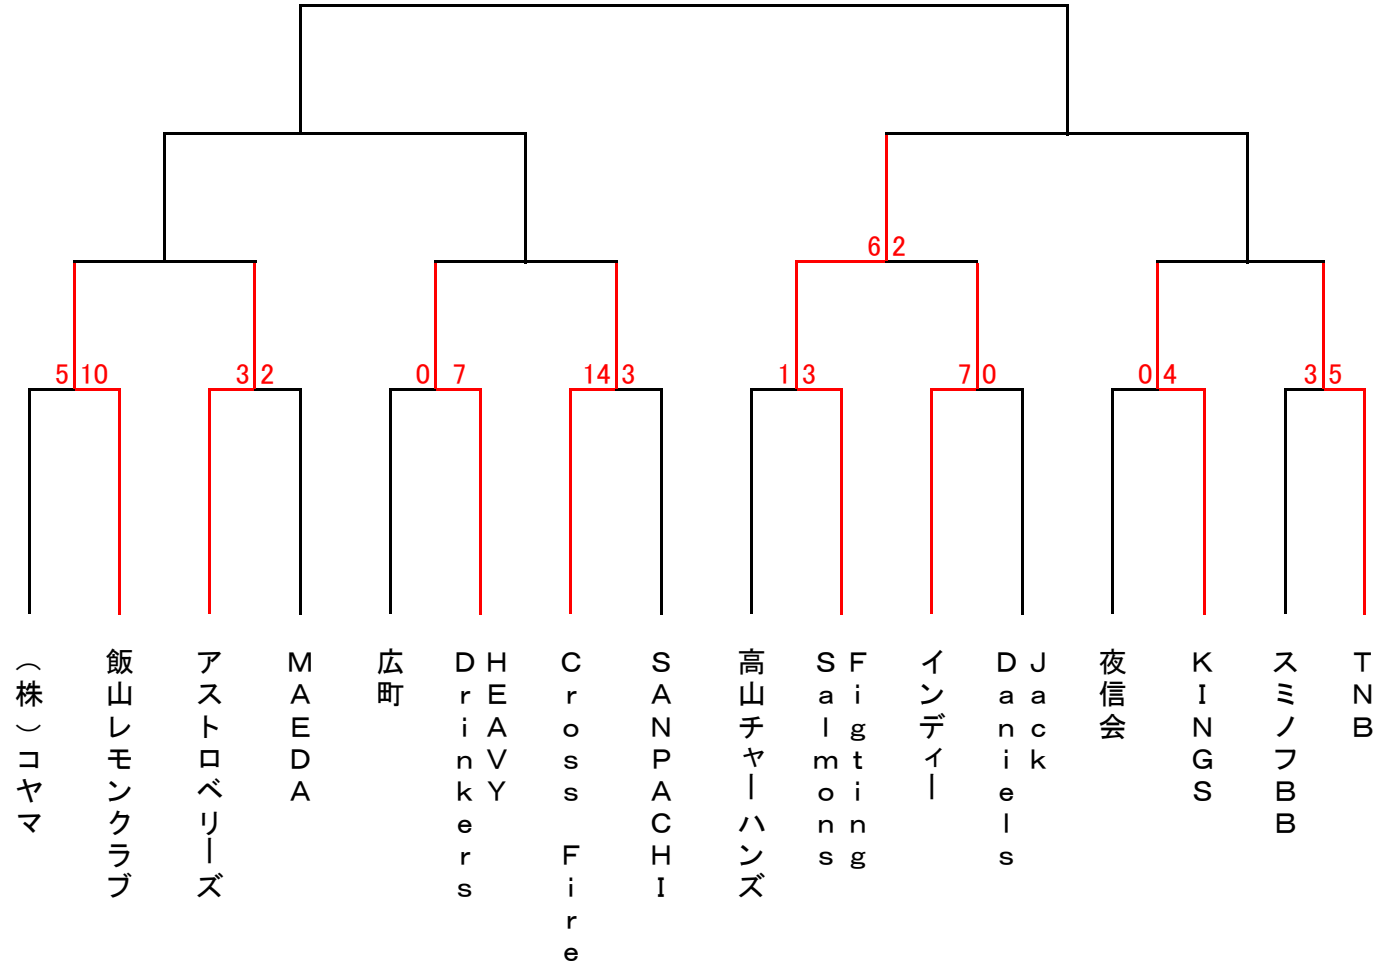 6 2
5 10
3 2
0 7
14 3
1 3
7 0
0 4
3 5
（株）コヤマ
飯山レモンクラブ
アストロベリーズ
MAEDA
広町
HEAVY
Drinkers
Cross Fire
SANPACHI
高山チャーハンズ
Figting
Salmons
インディー
Jack
Daniels
夜信会
KINGS
スミノフBB
TNB